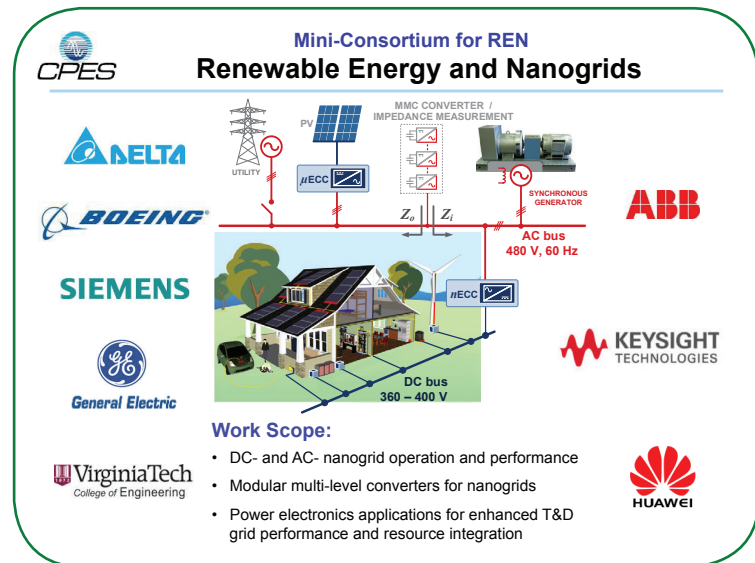 CPES
Mini-Consortium for REN
Renewable Energy and Nanogrids
DELTA
BOEING®
SIEMENS
GE
General Electric
VirginiaTech
College of Engineering
1872
UTILITY
PV
µECC
MMC CONVERTER /
IMPEDANCE MEASUREMENT
Zo
Zi
SYNCHRONOUS
GENERATOR
AC bus
480 V, 60 Hz
nECC
DC bus
360 – 400 V
ABB
KEYSIGHT
TECHNOLOGIES
HUAWEI
Work Scope:
• DC- and AC- nanogrid operation and performance
• Modular multi-level converters for nanogrids
• Power electronics applications for enhanced T&D
grid performance and resource integration